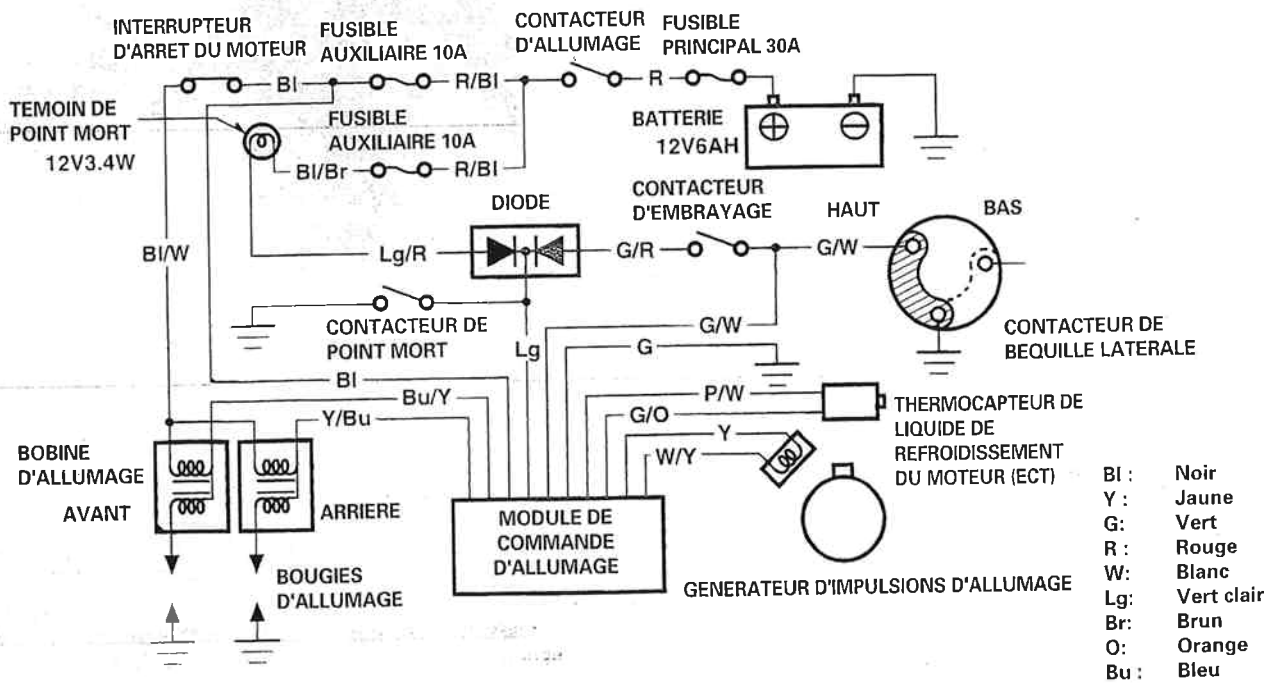 INTERRUPTEUR
D'ARRET DU MOTEUR
FUSIBLE
AUXILIAIRE 10A
CONTACTEUR
D'ALLUMAGE
FUSIBLE
PRINCIPAL 30A
Bl
R/Bl
R
TEMOIN DE
POINT MORT
12V3.4W
FUSIBLE
AUXILIAIRE 10A
Bl/Br
R/Bl
BATTERIE
12V6AH
DIODE
CONTACTEUR
D'EMBRAYAGE
HAUT
BAS
Bl/W
Lg/R
G/R
G/W
CONTACTEUR DE
POINT MORT
Lg
G/W
G
CONTACTEUR DE
BEQUILLE LATERALE
Bl
Bu/Y
Y/Bu
P/W
G/O
Y
W/Y
THERMOCAPTEUR DE
LIQUIDE DE
REFROIDISSEMENT
DU MOTEUR (ECT)
BOBINE
D'ALLUMAGE
AVANT
ARRIERE
MODULE DE
COMMANDE
D'ALLUMAGE
BOUGIES
D'ALLUMAGE
GENERATEUR D'IMPULSIONS D'ALLUMAGE
Bl : Noir
Y : Jaune
G: Vert
R : Rouge
W: Blanc
Lg: Vert clair
Br: Brun
O: Orange
Bu : Bleu